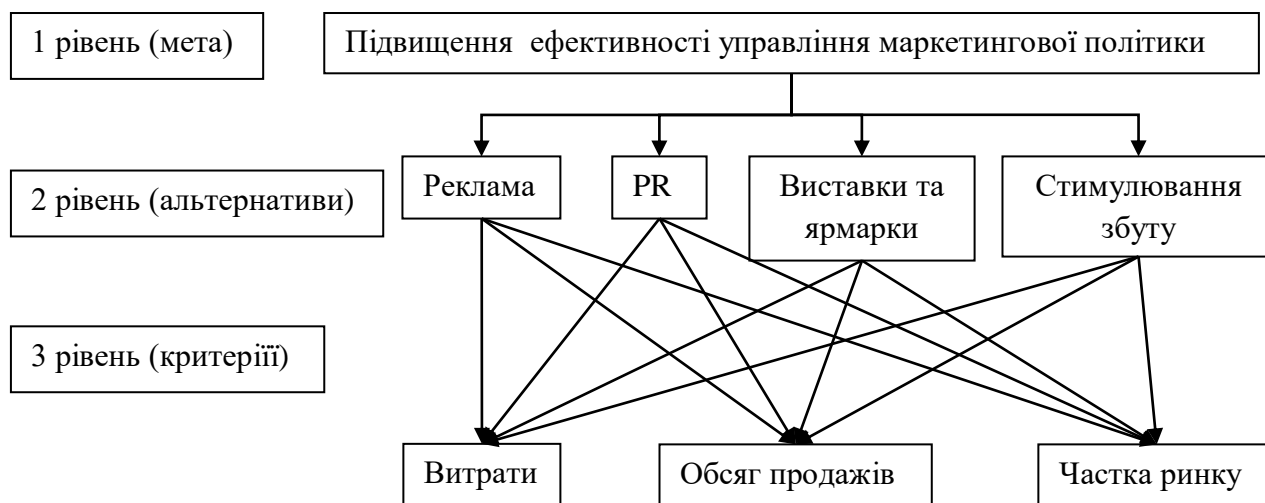 1 рівень (мета)
Підвищення ефективності управління маркетингової політики
2 рівень (альтернативи)
Реклама
PR
Виставки та
ярмарки
Стимулювання
збуту
3 рівень (критеріїї)
Витрати
Обсяг продажів
Частка ринку